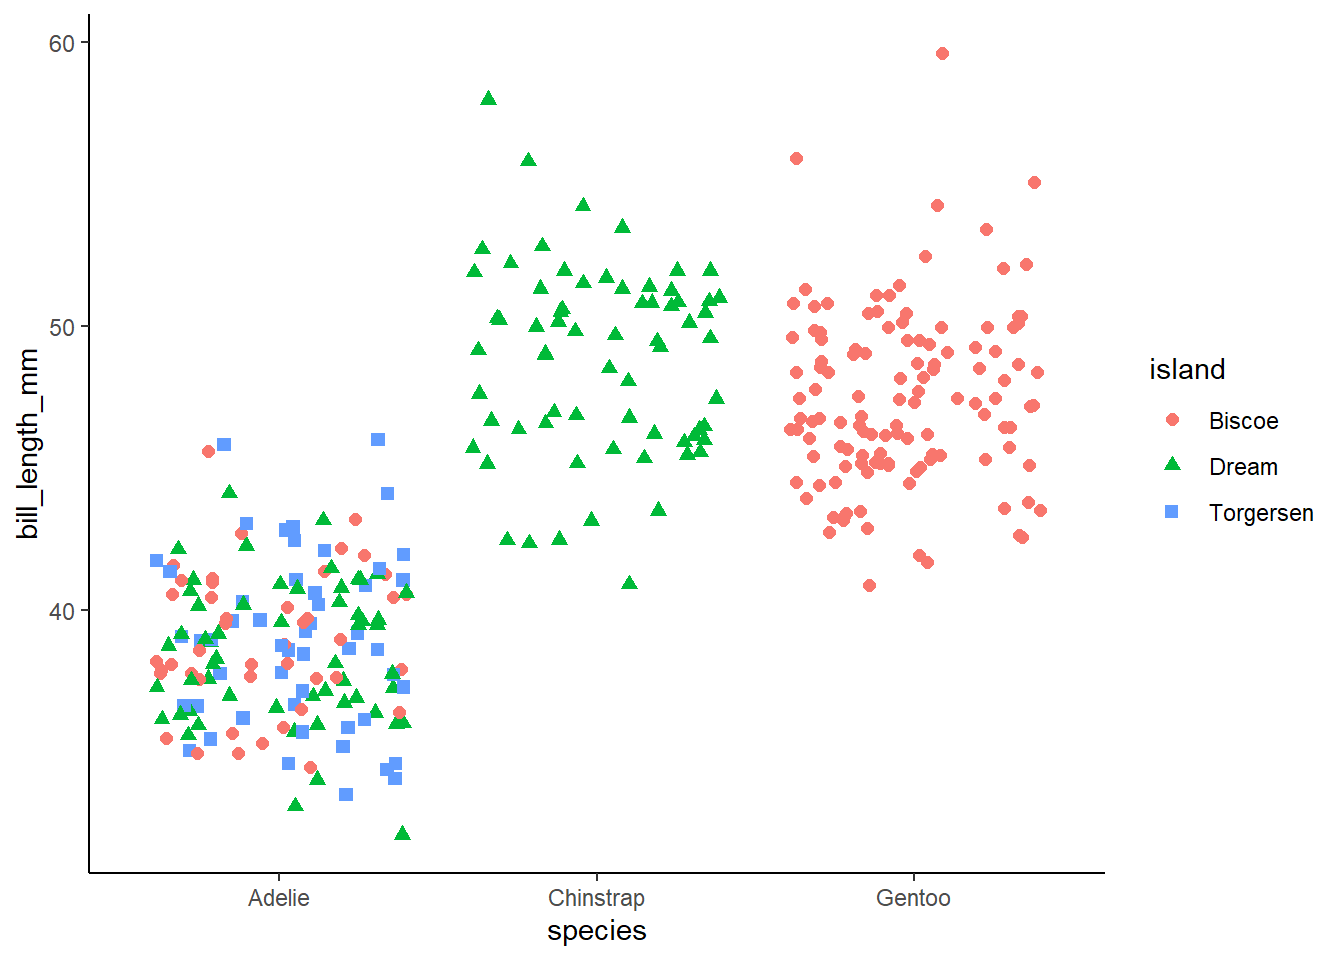 60
50
40
bill_length_mm
Adelie
Chinstrap
Gentoo
species
island
Biscoe
Dream
Torgersen